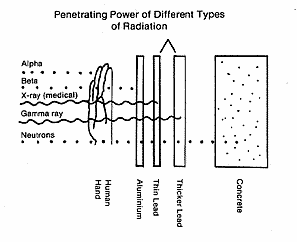 Penetrating Power of Different Types
of Radiation
Alpha
Beta
X-ray (medical)
Gamma ray
Neutrons
Human
Hand
Aluminium
Thin Lead
Thicker Lead
Concrete